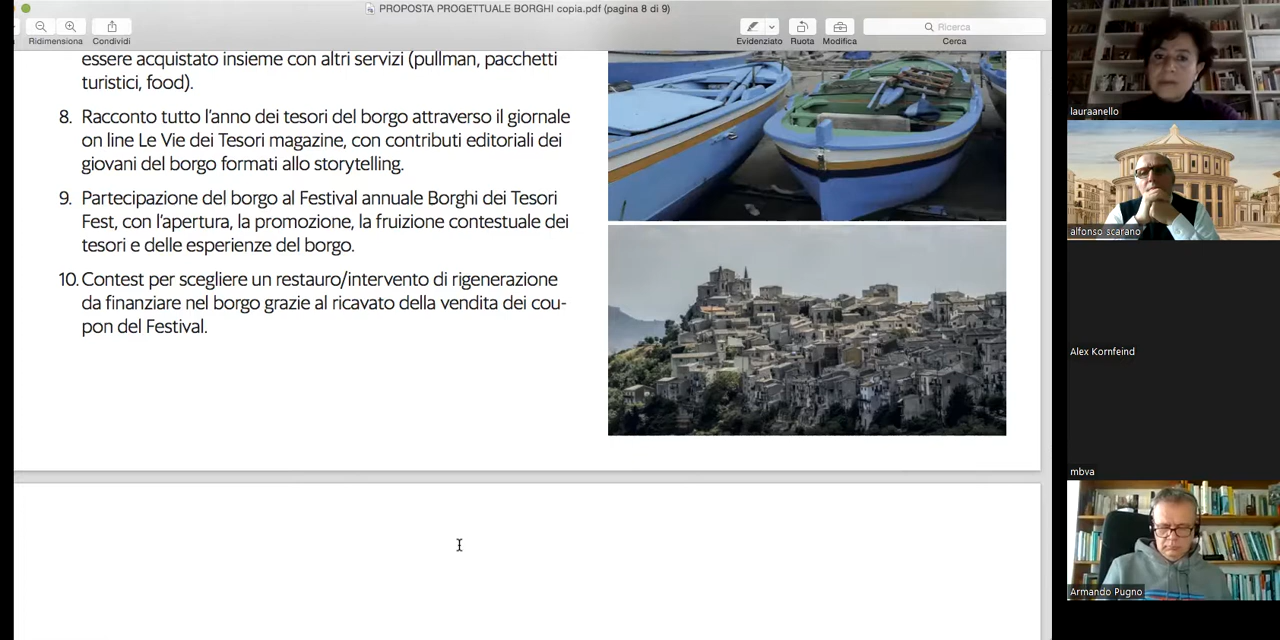 PROPOSTA PROGETTUALE BORGHI copia.pdf (pagina 8 di 9)
Ridimensiona
Condividi
Evidenziato
Ruota
Modifica
Ricerca
Cerca
essere acquistato insieme con altri servizi (pullman, pacchetti
turistici, food).
8. Racconto tutto l'anno dei tesori del borgo attraverso il giornale
on line Le Vie dei Tesori magazine, con contributi editoriali dei
giovani del borgo formati allo storytelling.
9. Partecipazione del borgo al Festival annuale Borghi dei Tesori
Fest, con l'apertura, la promozione, la fruizione contestuale dei
tesori e delle esperienze del borgo.
10. Contest per scegliere un restauro/intervento di rigenerazione
da finanziare nel borgo grazie al ricavato della vendita dei cou-
pon del Festival.
lauraanello
alfonso scarano
Alex Kornfeind
mbva
Armando Pugno